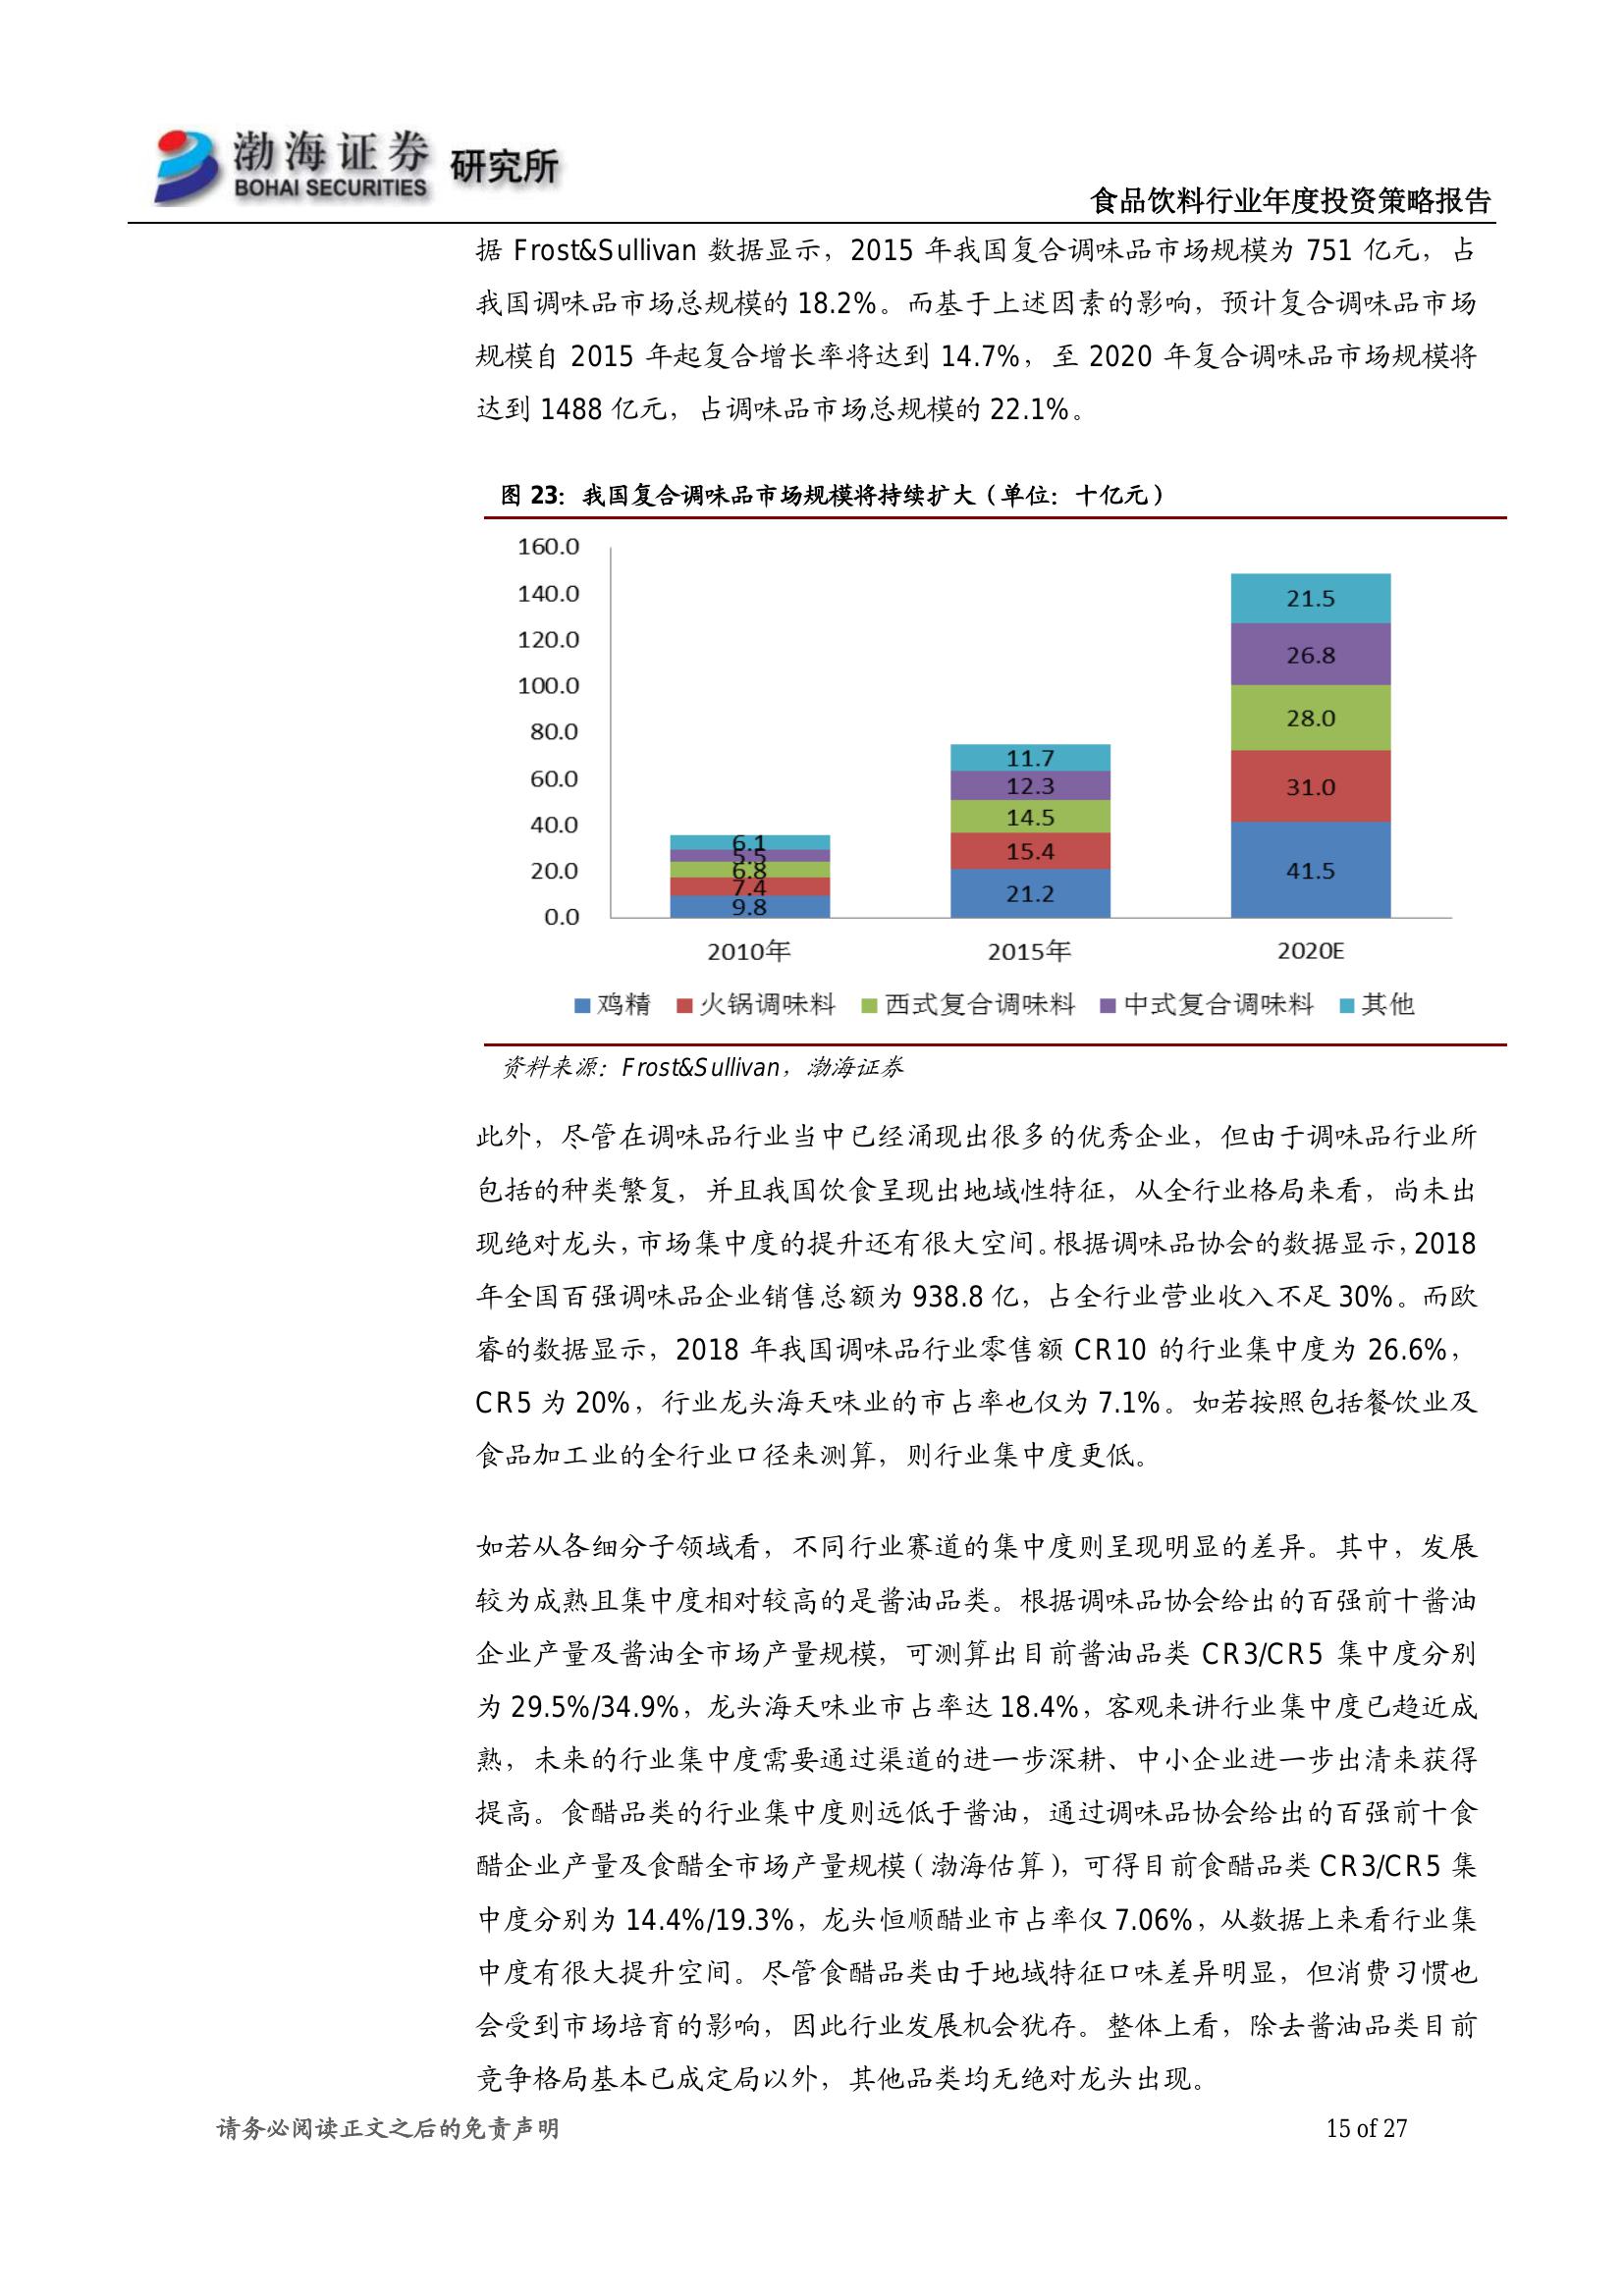 渤海证券 研究所
BOHAI SECURITIES
食品饮料行业年度投资策略报告
据 Frost&Sullivan 数据显示，2015 年我国复合调味品市场规模为 751 亿元，占
我国调味品市场总规模的 18.2%。而基于上述因素的影响，预计复合调味品市场
规模自 2015 年起复合增长率将达到 14.7%，至 2020 年复合调味品市场规模将
达到 1488 亿元，占调味品市场总规模的 22.1%。
图 23：我国复合调味品市场规模将持续扩大（单位：十亿元）
160.0
140.0
120.0
100.0
80.0
60.0
40.0
20.0
0.0
6.1
5.5
6.8
7.4
9.8
11.7
12.3
14.5
15.4
21.2
21.5
26.8
28.0
31.0
41.5
2010年 2015年 2020E
鸡精 火锅调味料 西式复合调味料 中式复合调味料 其他
资料来源：Frost&Sullivan，渤海证券
此外，尽管在调味品行业当中已经涌现出很多的优秀企业，但由于调味品行业所
包括的种类繁复，并且我国饮食呈现出地域性特征，从全行业格局来看，尚未出
现绝对龙头，市场集中度的提升还有很大空间。根据调味品协会的数据显示，2018
年全国百强调味品企业销售总额为 938.8 亿，占全行业营业收入不足 30%。而欧
睿的数据显示，2018 年我国调味品行业零售额 CR10 的行业集中度为 26.6%，
CR5 为 20%，行业龙头海天味业的市占率也仅为 7.1%。如若按照包括餐饮业及
食品加工业的全行业口径来测算，则行业集中度更低。
如若从各细分子领域看，不同行业赛道的集中度则呈现明显的差异。其中，发展
较为成熟且集中度相对较高的是酱油品类。根据调味品协会给出的百强前十酱油
企业产量及酱油全市场产量规模，可测算出目前酱油品类 CR3/CR5 集中度分别
为 29.5%/34.9%，龙头海天味业市占率达 18.4%，客观来讲行业集中度已趋近成
熟，未来的行业集中度需要通过渠道的进一步深耕、中小企业进一步出清来获得
提高。食醋品类的行业集中度则远低于酱油，通过调味品协会给出的百强前十食
醋企业产量及食醋全市场产量规模（渤海估算），可得目前食醋品类 CR3/CR5 集
中度分别为 14.4%/19.3%，龙头恒顺醋业市占率仅 7.06%，从数据上来看行业集
中度有很大提升空间。尽管食醋品类由于地域特征口味差异明显，但消费习惯也
会受到市场培育的影响，因此行业发展机会犹存。整体上看，除去酱油品类目前
竞争格局基本已成定局以外，其他品类均无绝对龙头出现。
请务必阅读正文之后的免责声明 15 of 27